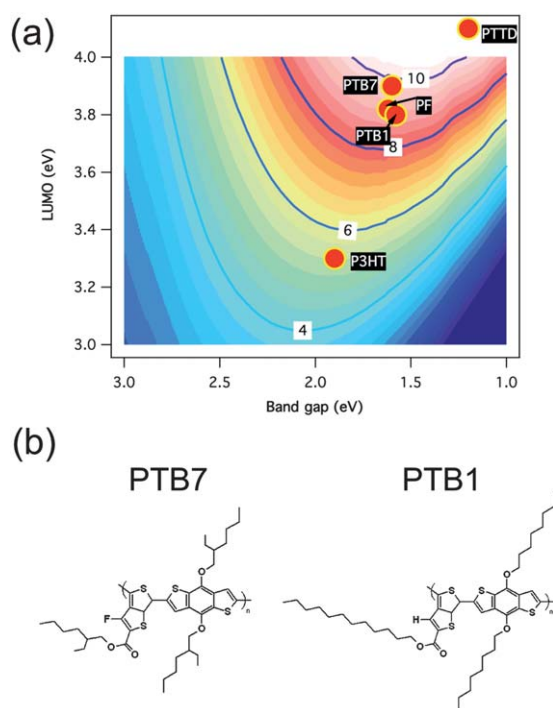 (a)
4.0
3.8
3.6
3.4
3.2
3.0
LUMO (eV)
3.0
2.5
2.0
1.5
1.0
Band gap (eV)
PTTD
10
PTB7
PF
PTB1
8
6
P3HT
4
(b)
PTB7
PTB1
S
S
S
O
F
S
S
O
O
O
n
S
S
S
O
H
S
S
O
O
O
n